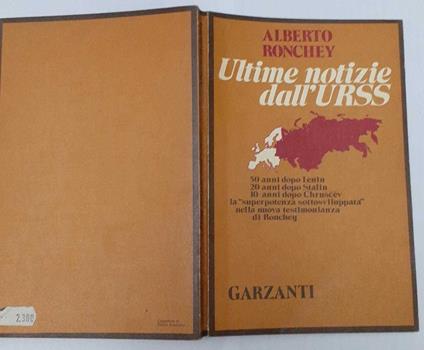 ALBERTO
RONCHEY
Ultime notizie
dall'URSS
50 anni dopo Lenin
20 anni dopo Stalin
10 anni dopo Chruscëv
la "superpotenza sottosviluppata"
nella nuova testimonianza
di Ronchey
GARZANTI
2.300